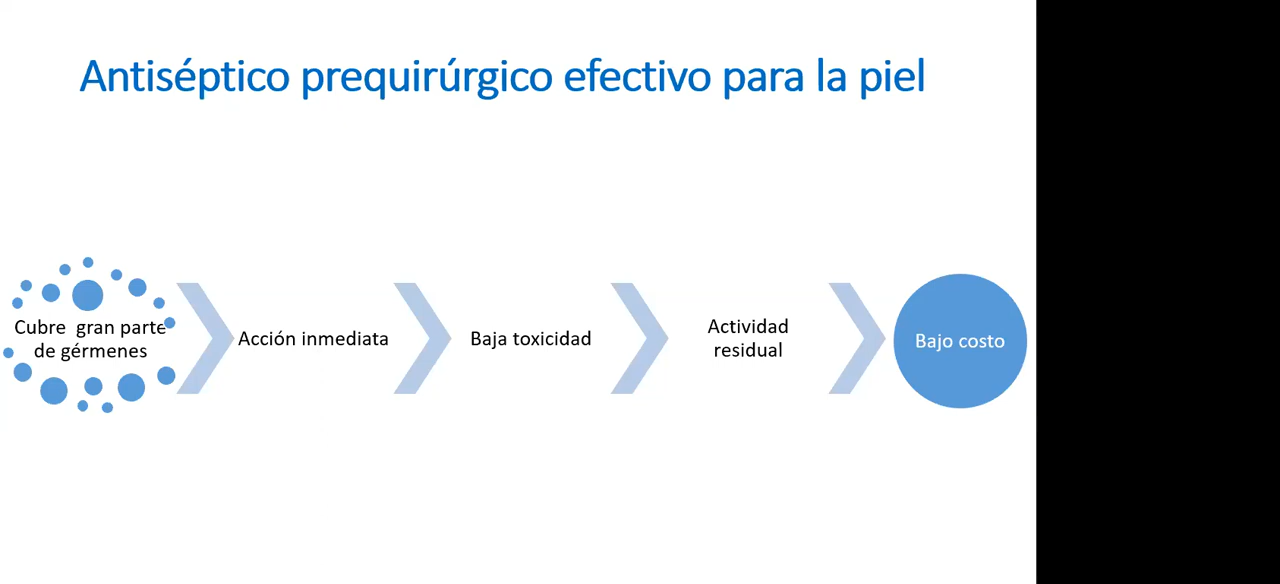 Antiséptico prequirúrgico efectivo para la piel
Cubre gran parte
de gérmenes
Acción inmediata
Baja toxicidad
Actividad
residual
Bajo costo